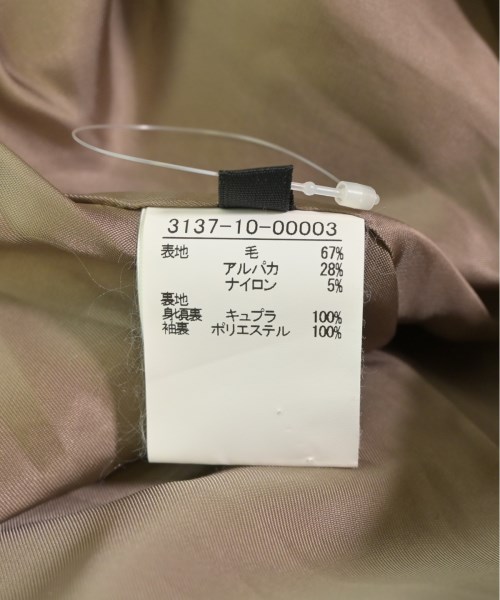 3137-10-00003
表地 毛 67%
アルパカ 28%
ナイロン 5%
裏地
身頃裏 キュプラ 100%
袖裏 ポリエステル 100%